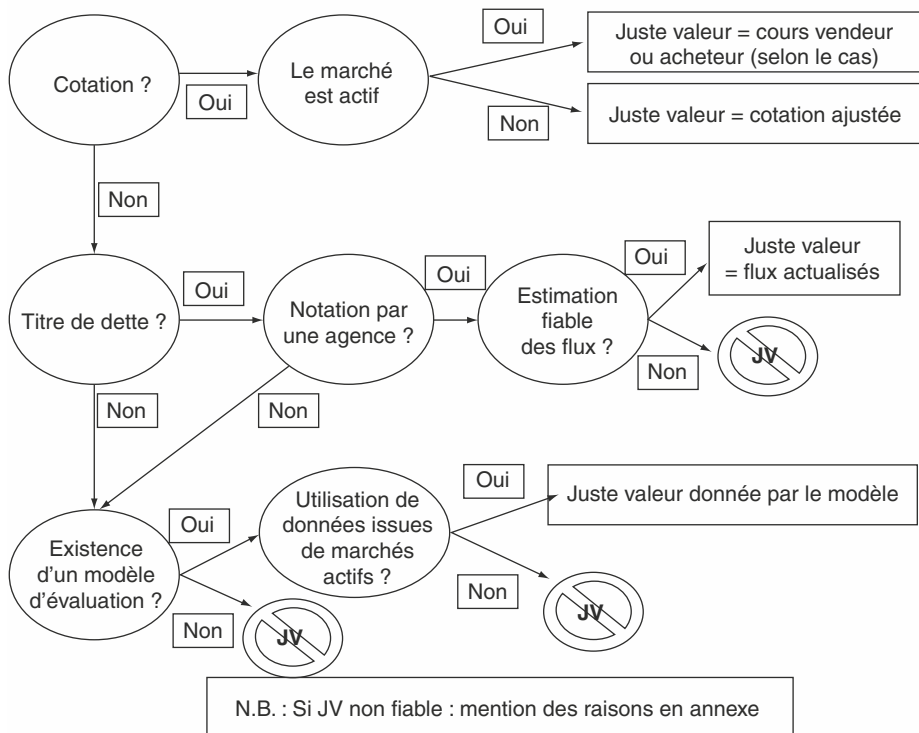 Cotation ?
Oui
Le marché
est actif
Oui
Juste valeur = cours vendeur
ou acheteur (selon le cas)
Non
Juste valeur = cotation ajustée
Non
Titre de dette ?
Oui
Notation par
une agence ?
Oui
Estimation
fiable
des flux ?
Oui
Juste valeur
= flux actualisés
Non
JV
Non
Non
Existence
d'un modèle
d'évaluation ?
Oui
Utilisation de
données issues
de marchés
actifs ?
Oui
Juste valeur donnée par le modèle
Non
JV
Non
JV
N.B. : Si JV non fiable : mention des raisons en annexe